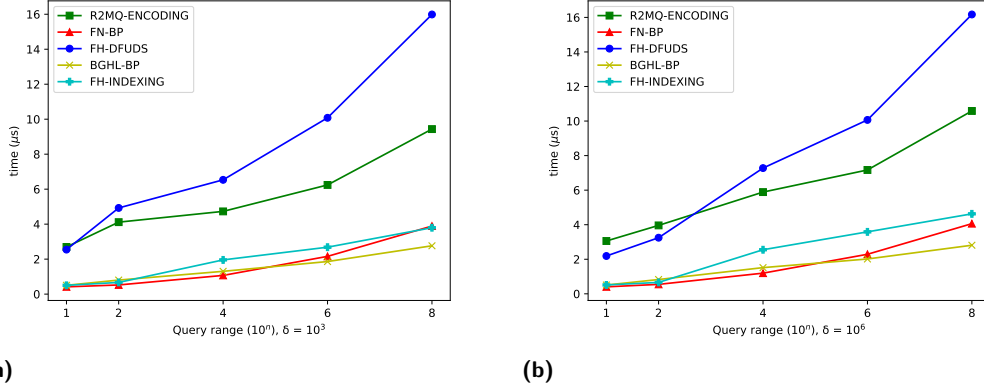 16
14
12
10
8
6
4
2
0
time (μs)
R2MQ-ENCODING
FN-BP
FH-DFUDS
BGHL-BP
FH-INDEXING
1 2 4 6 8
Query range (10ⁿ), δ = 10³
16
14
12
10
8
6
4
2
0
time (μs)
R2MQ-ENCODING
FN-BP
FH-DFUDS
BGHL-BP
FH-INDEXING
1 2 4 6 8
Query range (10ⁿ), δ = 10⁶
)
(b)